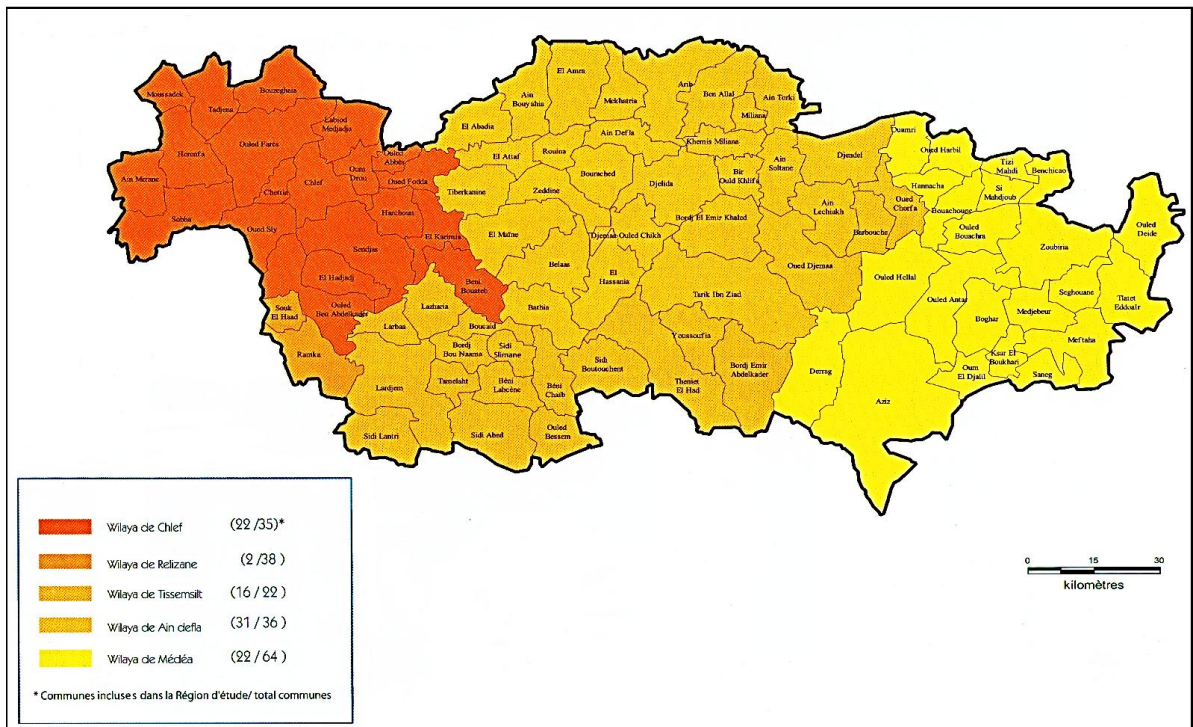 El Amra
Moussadek
Bouzeghaia
Tadjena
Ain
Bouyahia
Mekhatria
Arib
Ben Allal
Ain Torki
Miliana
Labiod
Medjadja
El Abadia
Ouled Fares
Ain Defla
Khemis Miliana
Duamri
Oued Harbil
Herenfa
Ouled
Abbes
El Attaf
Rouina
Djendel
Tizi
Mahdi
Benchicao
Ain Merane
Chettia
Chlef
Oum
Drou
Oued Fodda
Tiberkanine
Zeddine
Bourached
Djelida
Bir
Ould Khlifa
Ain
Soltane
Hannacha
Si
Mahdjoub
Ain
Lechiakh
Oued
Chorfa
Bouachoune
Ouled
Deide
Sobha
Oued Sly
Harchoun
El Karimia
El Maine
Djemaa Ouled Chikh
Bordj El Emir Khaled
Barbouche
Ouled
Bouachra
Zoubiria
Sendjas
Belaas
El
Hassania
Oued Djemaa
Ouled Hellal
El Hadjadj
Beni
Bouateb
Tarik Ibn Ziad
Ouled Antar
Seghouane
Tlatet
Eddouair
Souk
El Haad
Ouled
Ben Abdelkader
Lazharia
Bathia
Boghar
Medjebeur
Larbaa
Boucaid
Youssoufia
Meftaha
Ramka
Bordj
Bou Naama
Sidi
Slimane
Sidi
Boutouchent
Bordj Emir
Abdelkader
Derrag
Oum
El Djalil
Ksar El
Boukhari
Saneg
Lardjem
Tamelaht
Béni
Lahcène
Béni
Chaib
Theniet
El Had
Aziz
Sidi Lantri
Sidi Abed
Ouled
Bessem
Wilaya de Chlef (22 /35)*
Wilaya de Relizane (2 /38 )
Wilaya de Tissemsilt (16 / 22)
Wilaya de Ain defla (31 / 36)
Wilaya de Médéa (22 / 64 )
* Communes incluses dans la Région d'étude/ total communes
0 15 30
kilomètres